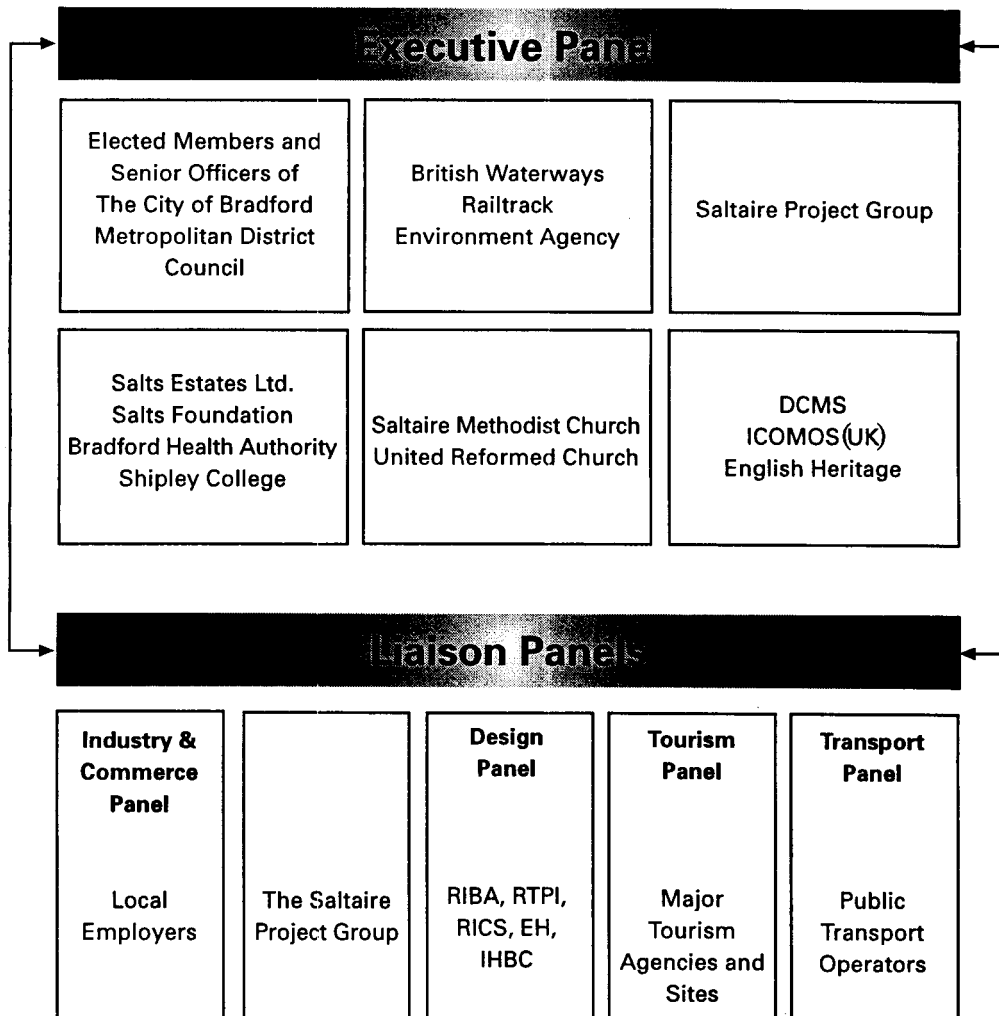 Executive Panel
Elected Members and
Senior Officers of
The City of Bradford
Metropolitan District
Council
British Waterways
Railtrack
Environment Agency
Saltaire Project Group
Salts Estates Ltd.
Salts Foundation
Bradford Health Authority
Shipley College
Saltaire Methodist Church
United Reformed Church
DCMS
ICOMOS(UK)
English Heritage
Liaison Panels
Industry &
Commerce
Panel
Local
Employers
The Saltaire
Project Group
Design
Panel
RIBA, RTPI,
RICS, EH,
IHBC
Tourism
Panel
Major
Tourism
Agencies and
Sites
Transport
Panel
Public
Transport
Operators